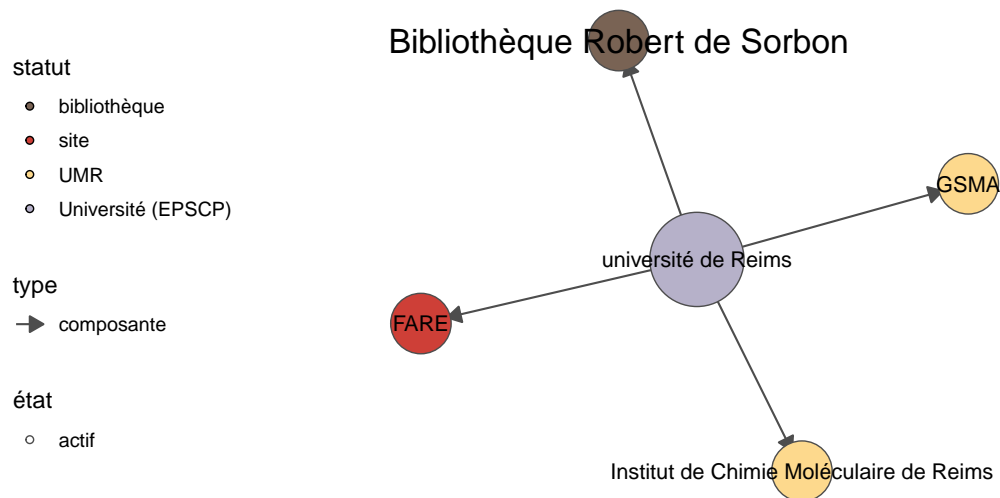 Bibliothèque Robert de Sorbon
statut
bibliothèque
site
UMR
Université (EPSCP)
GSMA
université de Reims
type
composante
FARE
état
actif
Institut de Chimie Moléculaire de Reims